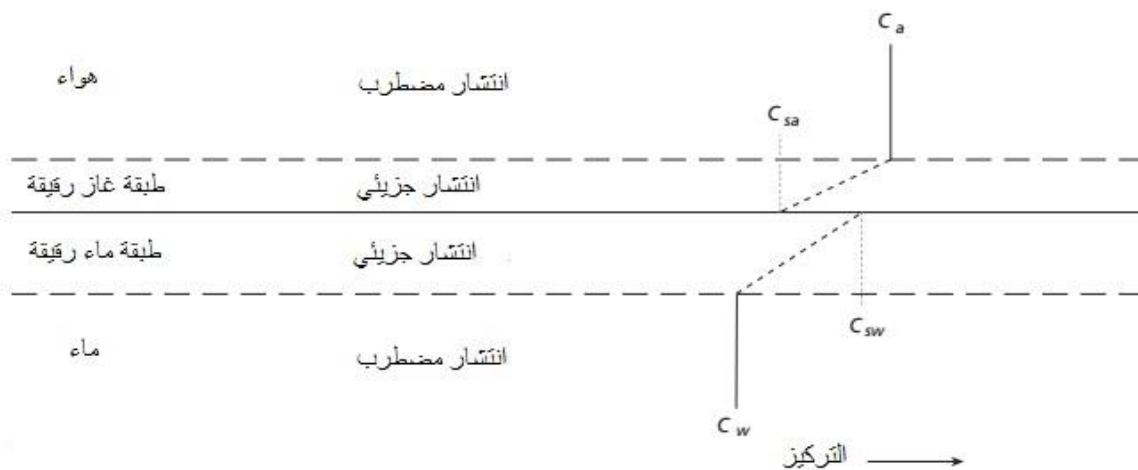 C a
هواء
انتشار مضطرب
C sa
طبقة غاز رقيقة
انتشار جزيئي
طبقة ماء رقيقة
انتشار جزيئي
C sw
ماء
انتشار مضطرب
C w
التركيز